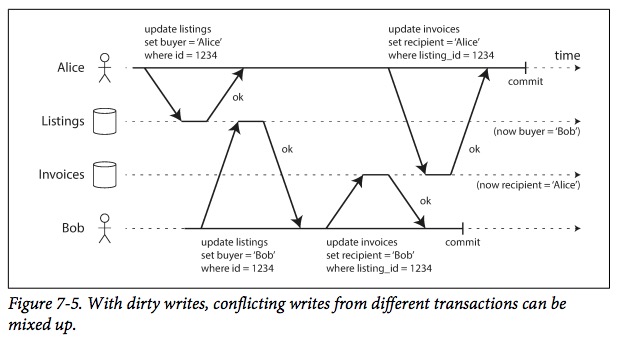 update listings
set buyer = 'Alice'
where id = 1234
update invoices
set recipient = 'Alice'
where listing_id = 1234
time
Alice
commit
ok
Listings
(now buyer = 'Bob')
ok
ok
Invoices
(now recipient = 'Alice')
ok
Bob
update listings
set buyer = 'Bob'
where id = 1234
update invoices
set recipient = 'Bob'
where listing_id = 1234
commit
Figure 7-5. With dirty writes, conflicting writes from different transactions can be
mixed up.